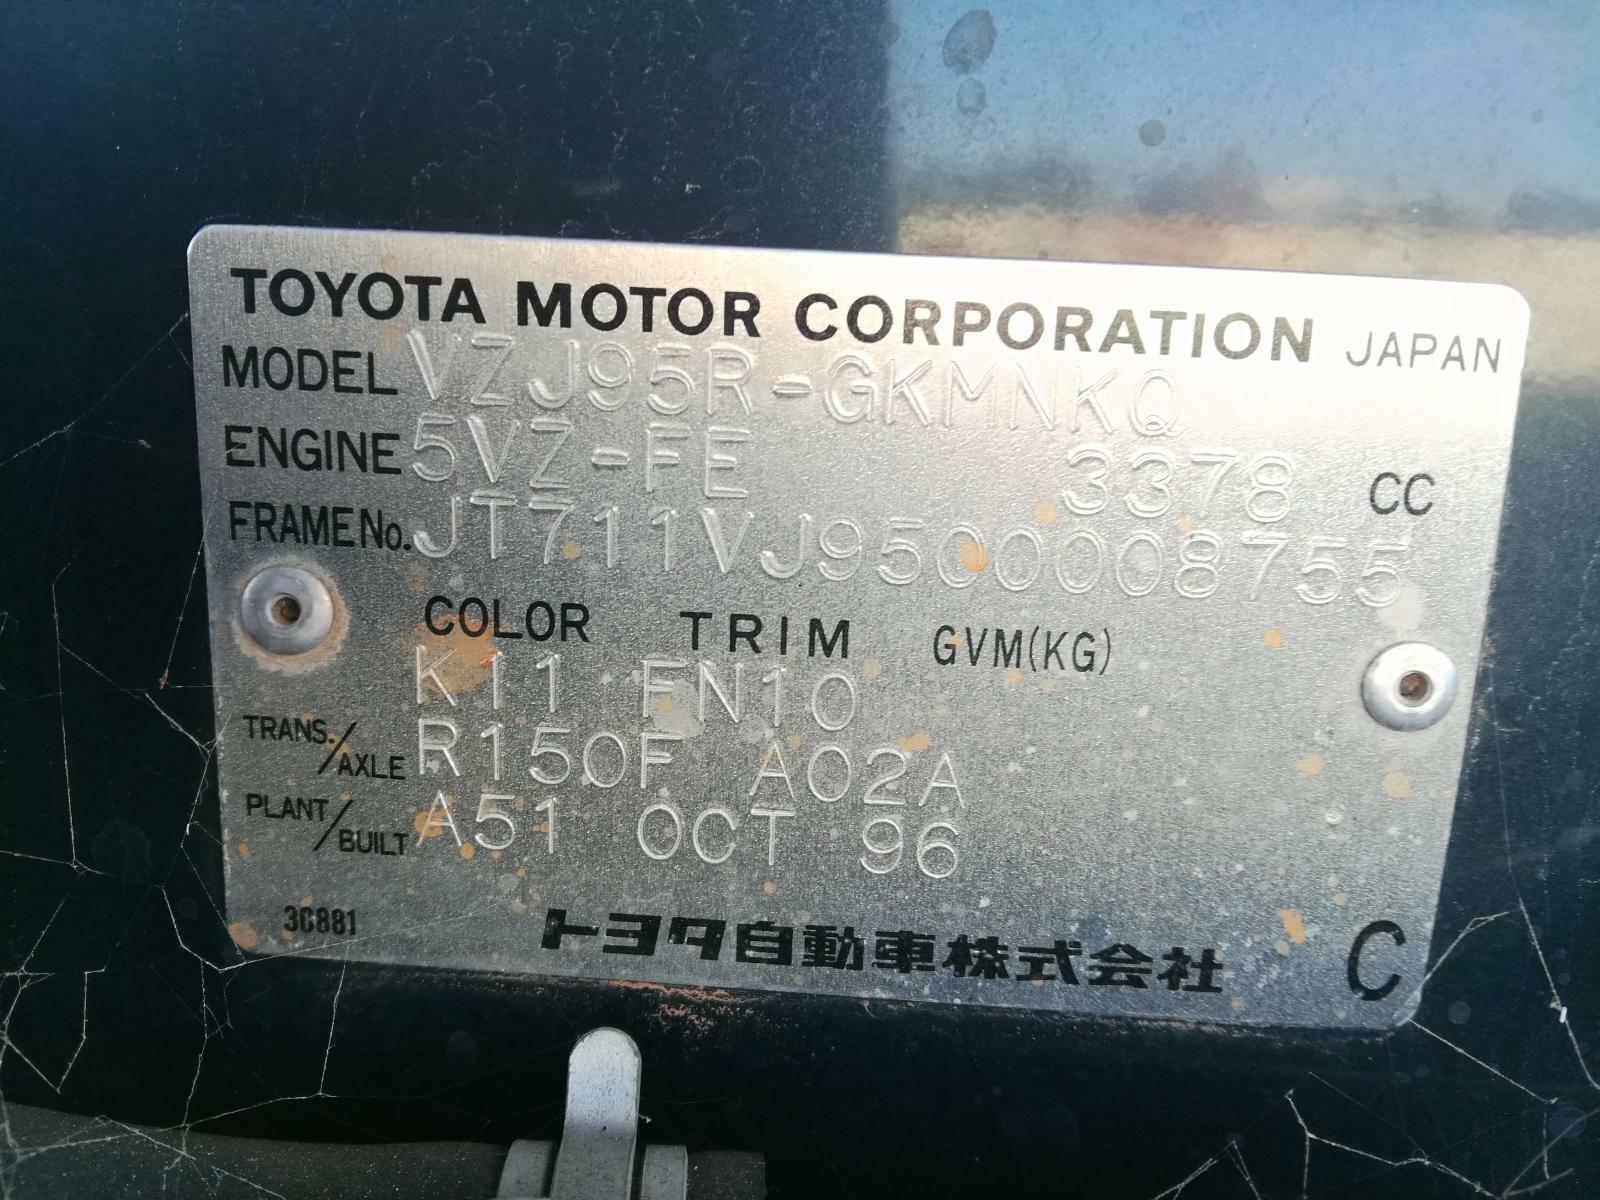 TOYOTA MOTOR CORPORATION JAPAN
MODEL VZJ95R-GKMNKQ
ENGINE 5VZ-FE 3378 CC
FRAME No. JT711VJ9500008755
COLOR TRIM GVM(KG)
K11 FN10
TRANS./AXLE R150F A02A
PLANT/BUILT A51 OCT 96
3C881 トヨタ自動車株式会社 C